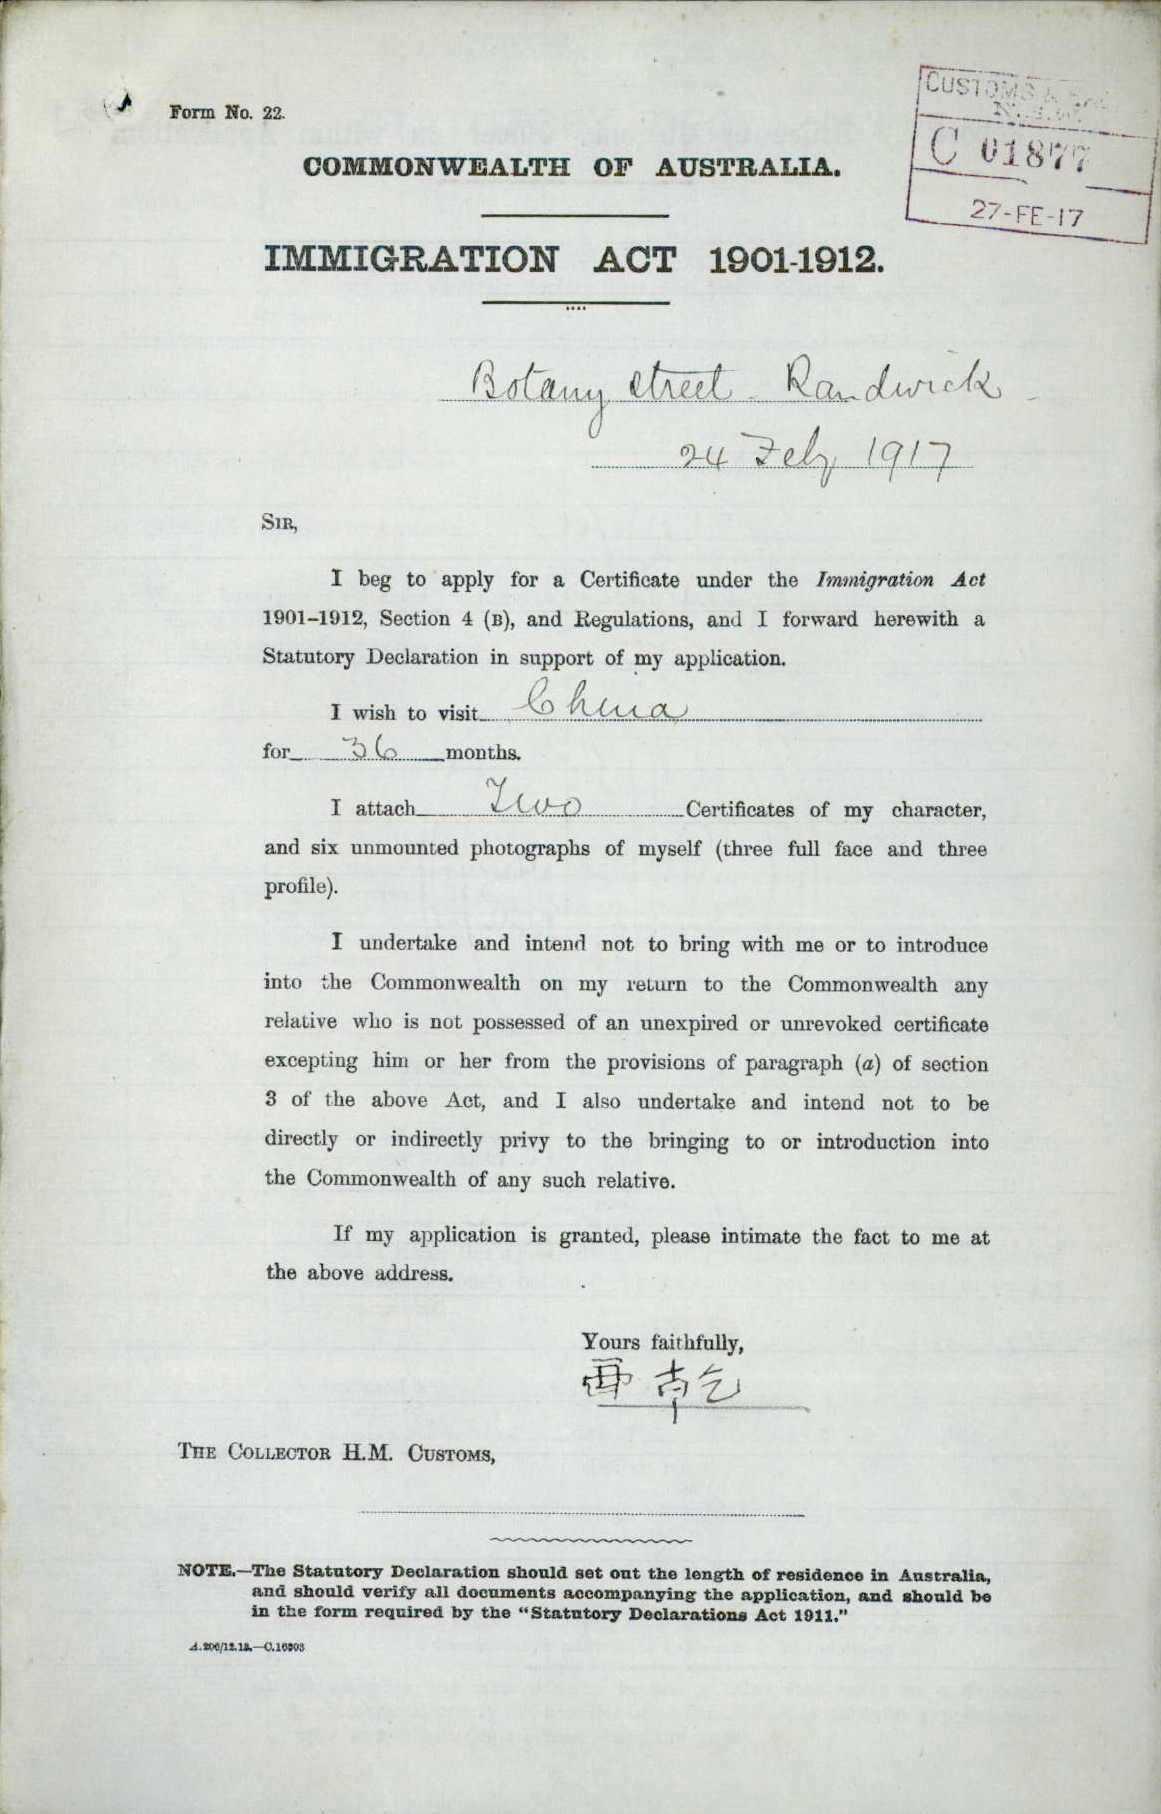 Form No. 22.
CUSTOMS &
C 01877
27-FE-17
COMMONWEALTH OF AUSTRALIA.
IMMIGRATION ACT 1901-1912.
Botany street Randwick
24 Feby 1917
SIR,
I beg to apply for a Certificate under the Immigration Act
1901–1912, Section 4 (B), and Regulations, and I forward herewith a
Statutory Declaration in support of my application.
I wish to visit China
for 36 months.
I attach Two Certificates of my character,
and six unmounted photographs of myself (three full face and three
profile).
I undertake and intend not to bring with me or to introduce
into the Commonwealth on my return to the Commonwealth any
relative who is not possessed of an unexpired or unrevoked certificate
excepting him or her from the provisions of paragraph (a) of section
3 of the above Act, and I also undertake and intend not to be
directly or indirectly privy to the bringing to or introduction into
the Commonwealth of any such relative.
If my application is granted, please intimate the fact to me at
the above address.
Yours faithfully,
THE COLLECTOR H.M. CUSTOMS,
NOTE.—The Statutory Declaration should set out the length of residence in Australia,
and should verify all documents accompanying the application, and should be
in the form required by the "Statutory Declarations Act 1911."